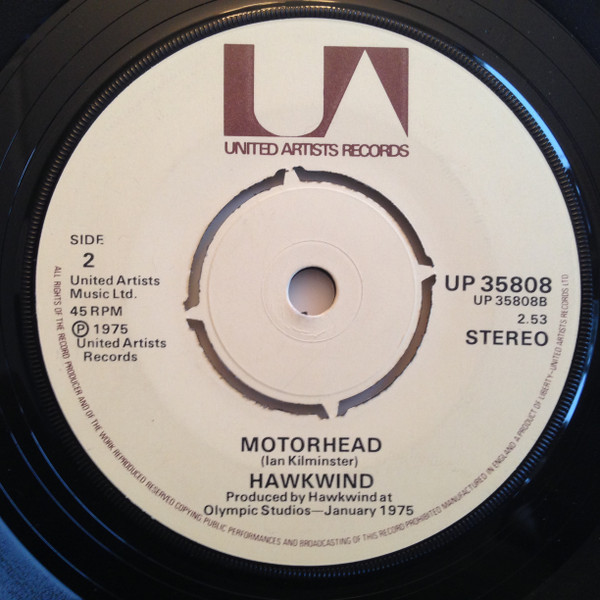 UA
UNITED ARTISTS RECORDS
SIDE
2
United Artists
Music Ltd.
45 RPM
Ⓟ 1975
United Artists
Records
UP 35808
UP 35808B
2.53
STEREO
MOTORHEAD
(Ian Kilminster)
HAWKWIND
Produced by Hawkwind at
Olympic Studios—January 1975
ALL RIGHTS OF THE RECORD PRODUCER AND OF THE WORK REPRODUCED RESERVED COPYING, PUBLIC PERFORMANCES AND BROADCASTING OF THIS RECORD PROHIBITED MANUFACTURED IN ENGLAND A PRODUCT OF LIBERTY—UNITED ARTISTS RECORDS LTD